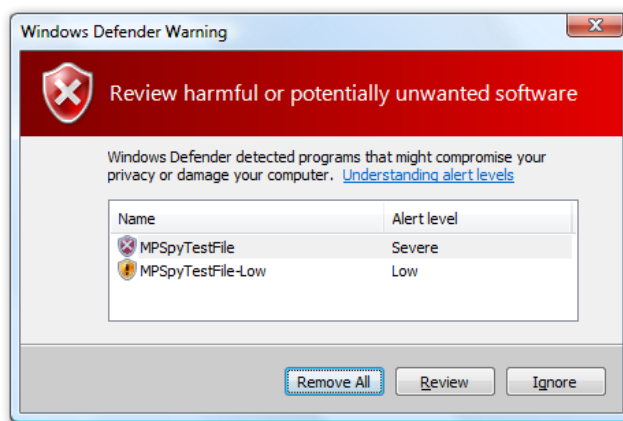 Windows Defender Warning
Review harmful or potentially unwanted software
Windows Defender detected programs that might compromise your
privacy or damage your computer. Understanding alert levels
Name Alert level
MPSpyTestFile Severe
MPSpyTestFile-Low Low
Remove All Review Ignore